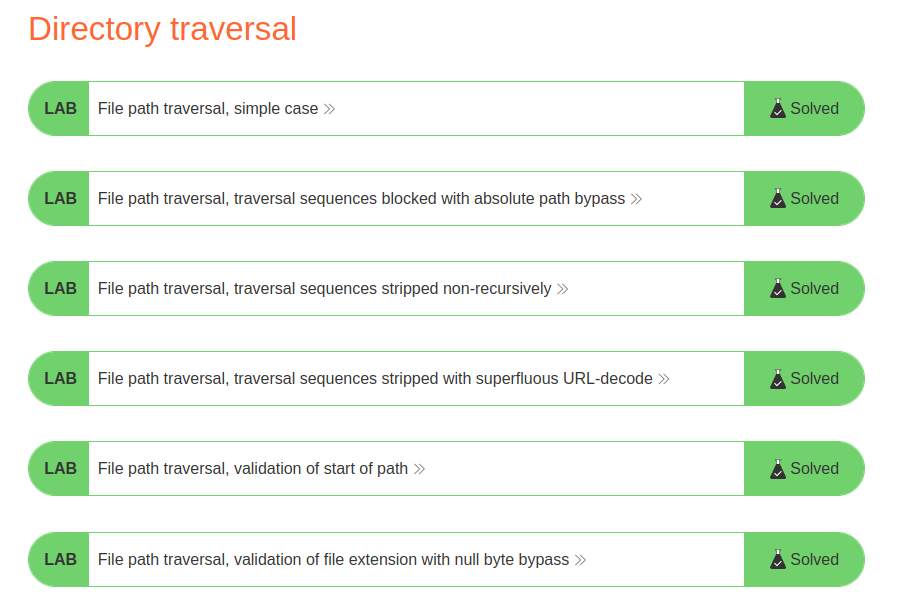 Directory traversal
LAB File path traversal, simple case Solved
LAB File path traversal, traversal sequences blocked with absolute path bypass Solved
LAB File path traversal, traversal sequences stripped non-recursively Solved
LAB File path traversal, traversal sequences stripped with superfluous URL-decode Solved
LAB File path traversal, validation of start of path Solved
LAB File path traversal, validation of file extension with null byte bypass Solved